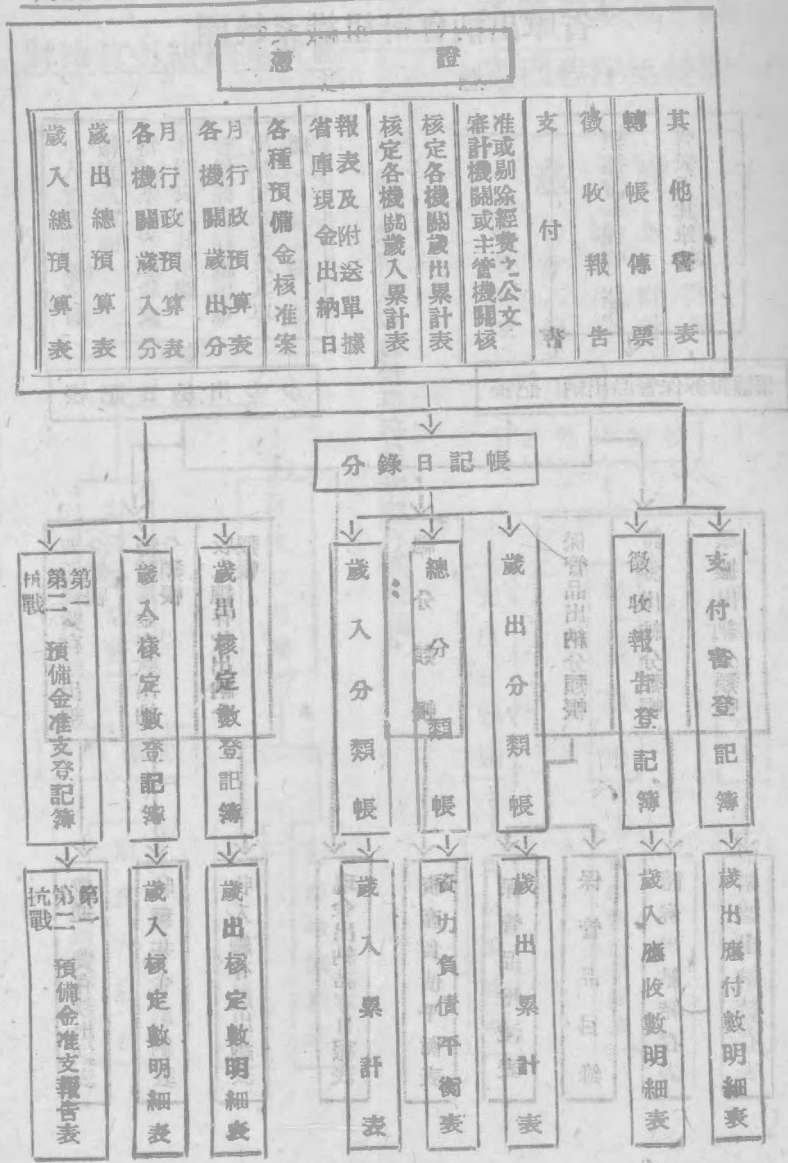 證憑
其他書表
轉帳傳票
徵收報告
支付書
審計機關或主管機關核
准或剔除經費之公文
核定各機關歲出累計表
核定各機關歲入累計表
省庫現金出納日
報表及附送單據
各種預備金核准案
各機關歲出分
月行政預算表
各機關歲入分
月行政預算表
歲出總預算表
歲入總預算表
分錄日記帳
支付書登記簿
徵收報告登記簿
歲出分類帳
總分類帳
歲入分類帳
歲出核定數登記簿
歲入核定數登記簿
第一
第二 預備金准支登記簿
抗戰
歲出應付數明細表
歲入應收數明細表
歲出累計表
資力負債平衡表
歲入累計表
歲出核定數明細表
歲入核定數明細表
第一
第二 預備金准支報告表
抗戰